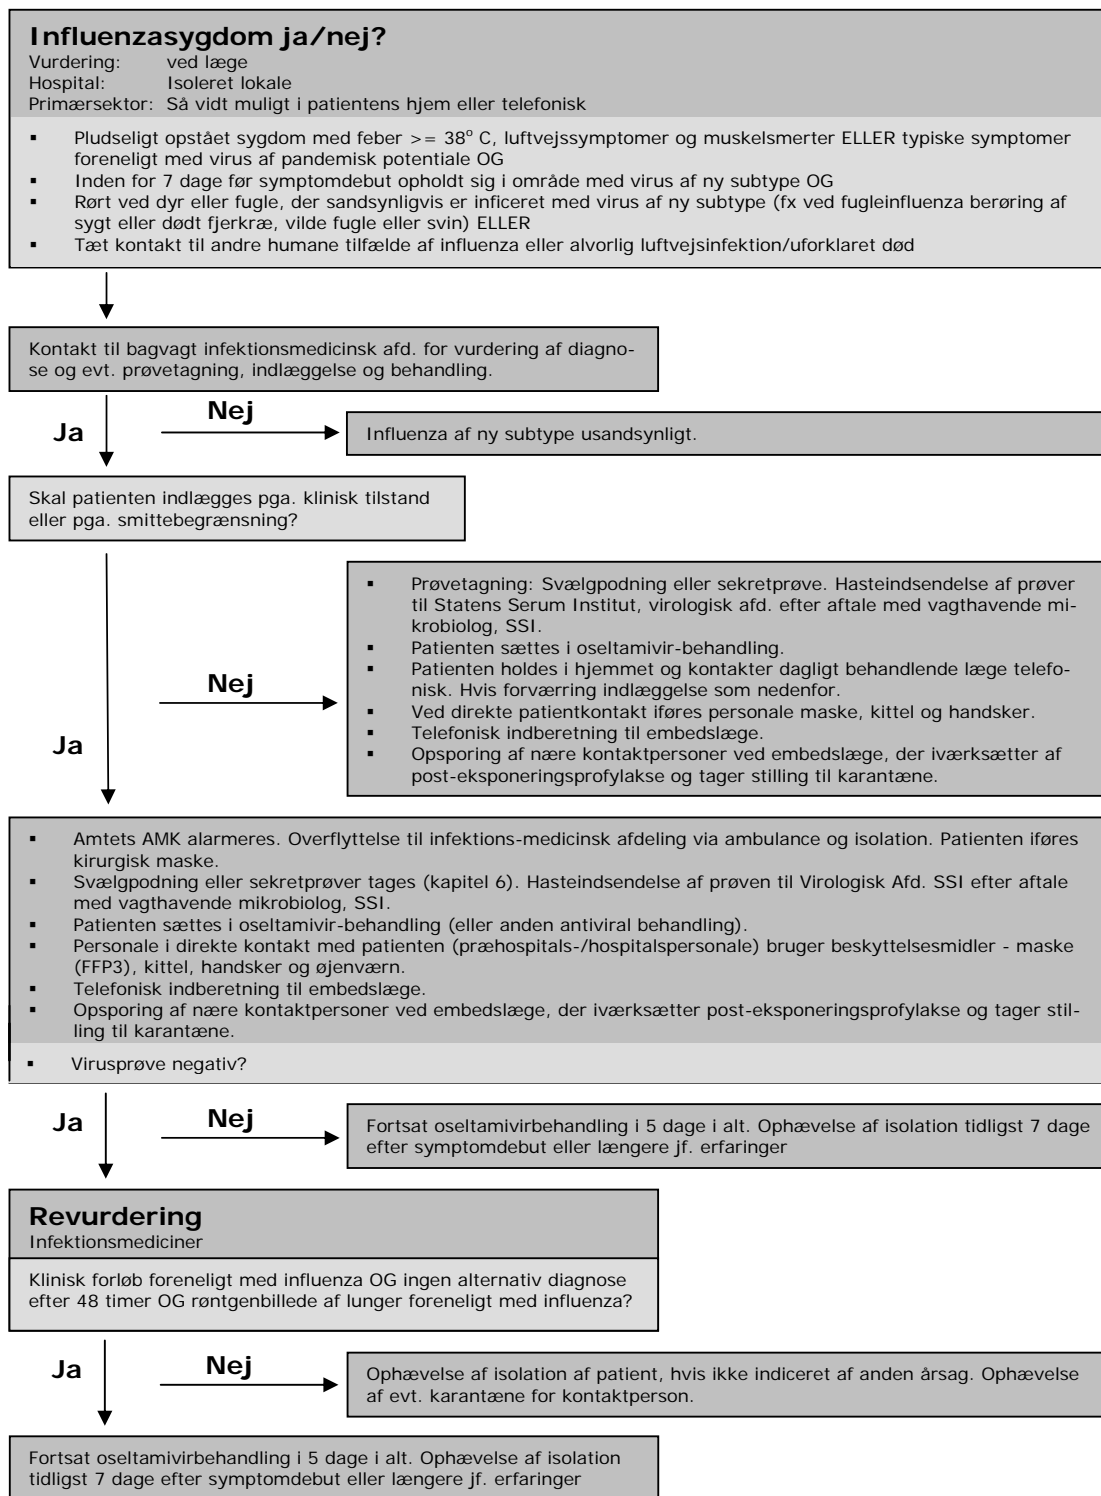 Influenzasygdom ja/nej?
Vurdering: ved læge
Hospital: Isoleret lokale
Primærsektor: Så vidt muligt i patientens hjem eller telefonisk
▪ Pludseligt opstået sygdom med feber >= 38° C, luftvejssymptomer og muskelsmerter ELLER typiske symptomer
foreneligt med virus af pandemisk potentiale OG
▪ Inden for 7 dage før symptomdebut opholdt sig i område med virus af ny subtype OG
▪ Rørt ved dyr eller fugle, der sandsynligvis er inficeret med virus af ny subtype (fx ved fugleinfluenza berøring af
sygt eller dødt fjerkræ, vilde fugle eller svin) ELLER
▪ Tæt kontakt til andre humane tilfælde af influenza eller alvorlig luftvejsinfektion/uforklaret død
Kontakt til bagvagt infektionsmedicinsk afd. for vurdering af diagno-
se og evt. prøvetagning, indlæggelse og behandling.
Ja
Nej
Influenza af ny subtype usandsynligt.
Skal patienten indlægges pga. klinisk tilstand
eller pga. smittebegrænsning?
▪ Prøvetagning: Svælgpodning eller sekretprøve. Hasteindsendelse af prøver
til Statens Serum Institut, virologisk afd. efter aftale med vagthavende mi-
krobiolog, SSI.
▪ Patienten sættes i oseltamivir-behandling.
▪ Patienten holdes i hjemmet og kontakter dagligt behandlende læge telefo-
nisk. Hvis forværring indlæggelse som nedenfor.
▪ Ved direkte patientkontakt iføres personale maske, kittel og handsker.
▪ Telefonisk indberetning til embedslæge.
▪ Opsporing af nære kontaktpersoner ved embedslæge, der iværksætter af
post-eksponeringsprofylakse og tager stilling til karantæne.
Nej
Ja
▪ Amtets AMK alarmeres. Overflyttelse til infektions-medicinsk afdeling via ambulance og isolation. Patienten iføres
kirurgisk maske.
▪ Svælgpodning eller sekretprøver tages (kapitel 6). Hasteindsendelse af prøven til Virologisk Afd. SSI efter aftale
med vagthavende mikrobiolog, SSI.
▪ Patienten sættes i oseltamivir-behandling (eller anden antiviral behandling).
▪ Personale i direkte kontakt med patienten (præhospitals-/hospitalspersonale) bruger beskyttelsesmidler - maske
(FFP3), kittel, handsker og øjenværn.
▪ Telefonisk indberetning til embedslæge.
▪ Opsporing af nære kontaktpersoner ved embedslæge, der iværksætter post-eksponeringsprofylakse og tager stil-
ling til karantæne.
▪ Virusprøve negativ?
Ja
Nej
Fortsat oseltamivirbehandling i 5 dage i alt. Ophævelse af isolation tidligst 7 dage
efter symptomdebut eller længere jf. erfaringer
Revurdering
Infektionsmediciner
Klinisk forløb foreneligt med influenza OG ingen alternativ diagnose
efter 48 timer OG røntgenbillede af lunger foreneligt med influenza?
Ja
Nej
Ophævelse af isolation af patient, hvis ikke indiceret af anden årsag. Ophævelse
af evt. karantæne for kontaktperson.
Fortsat oseltamivirbehandling i 5 dage i alt. Ophævelse af isolation
tidligst 7 dage efter symptomdebut eller længere jf. erfaringer